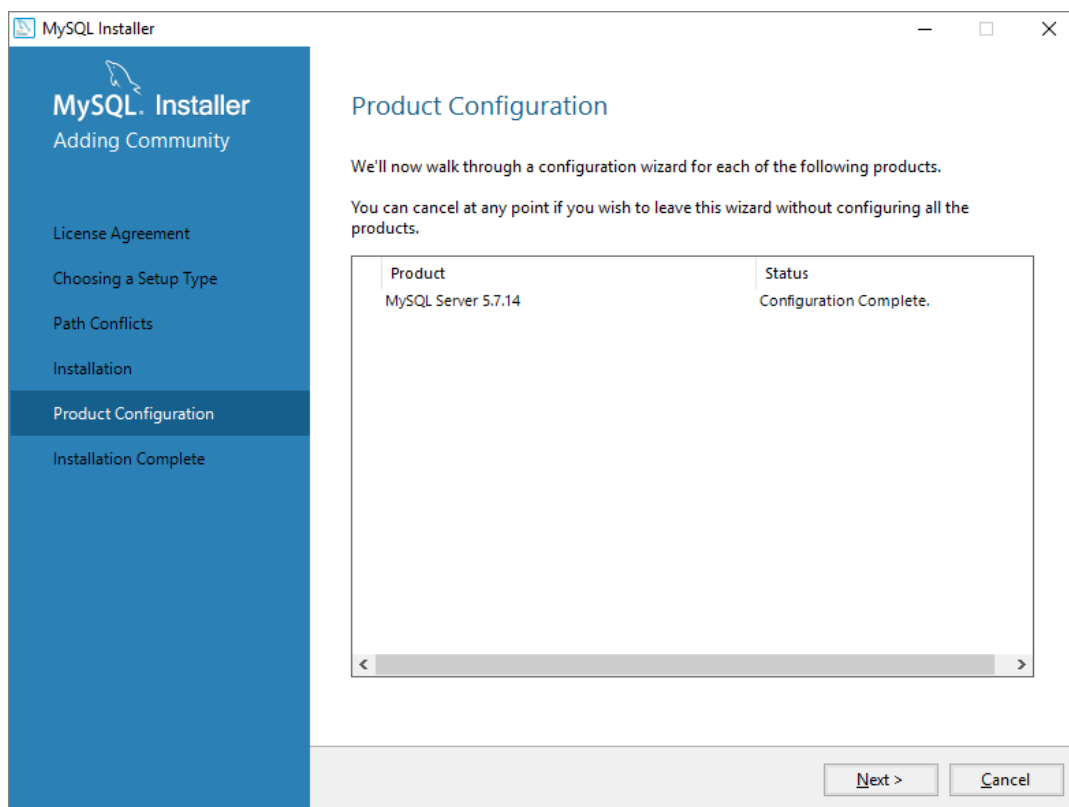 MySQL Installer
MySQL. Installer
Adding Community
License Agreement
Choosing a Setup Type
Path Conflicts
Installation
Product Configuration
Installation Complete
Product Configuration
We'll now walk through a configuration wizard for each of the following products.
You can cancel at any point if you wish to leave this wizard without configuring all the
products.
Product Status
MySQL Server 5.7.14 Configuration Complete.
Next > Cancel